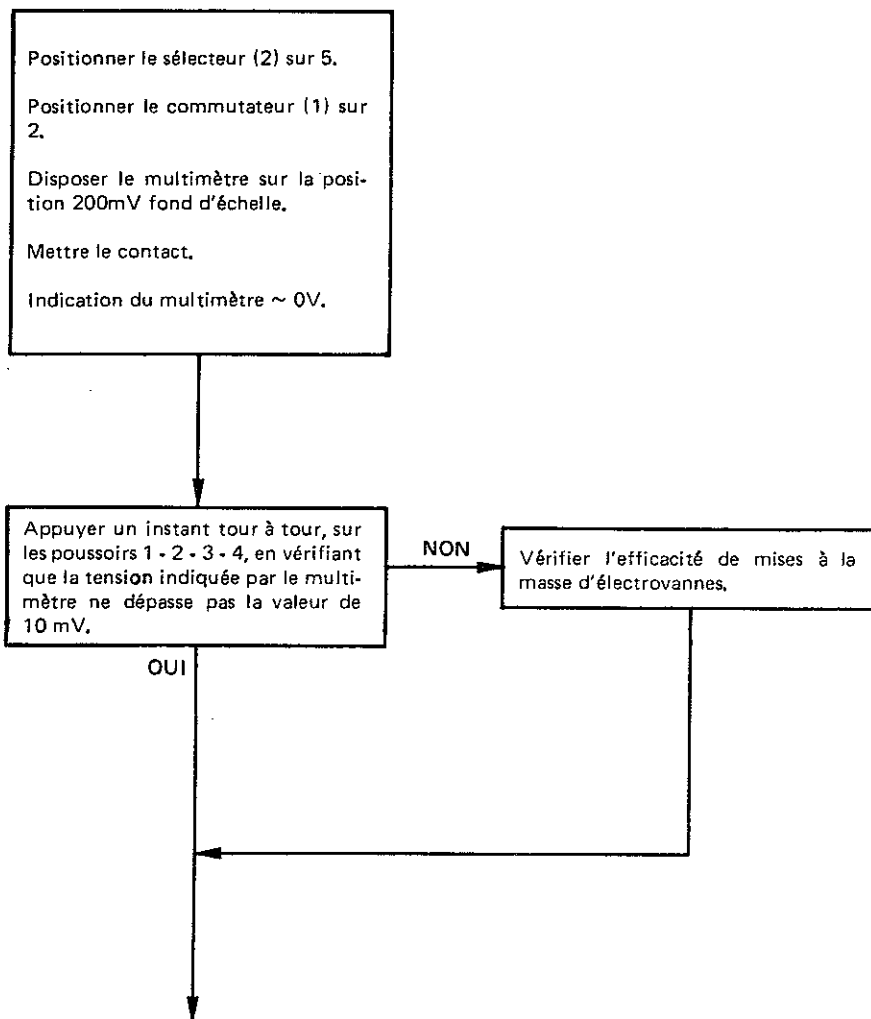 Positionner le sélecteur (2) sur 5.
Positionner le commutateur (1) sur
2.
Disposer le multimètre sur la posi-
tion 200mV fond d'échelle.
Mettre le contact.
Indication du multimètre ~ 0V.
Appuyer un instant tour à tour, sur
les poussoirs 1 - 2 - 3 - 4, en vérifiant
que la tension indiquée par le multi-
mètre ne dépasse pas la valeur de
10 mV.
NON
Vérifier l'efficacité de mises à la
masse d'électrovannes.
OUI